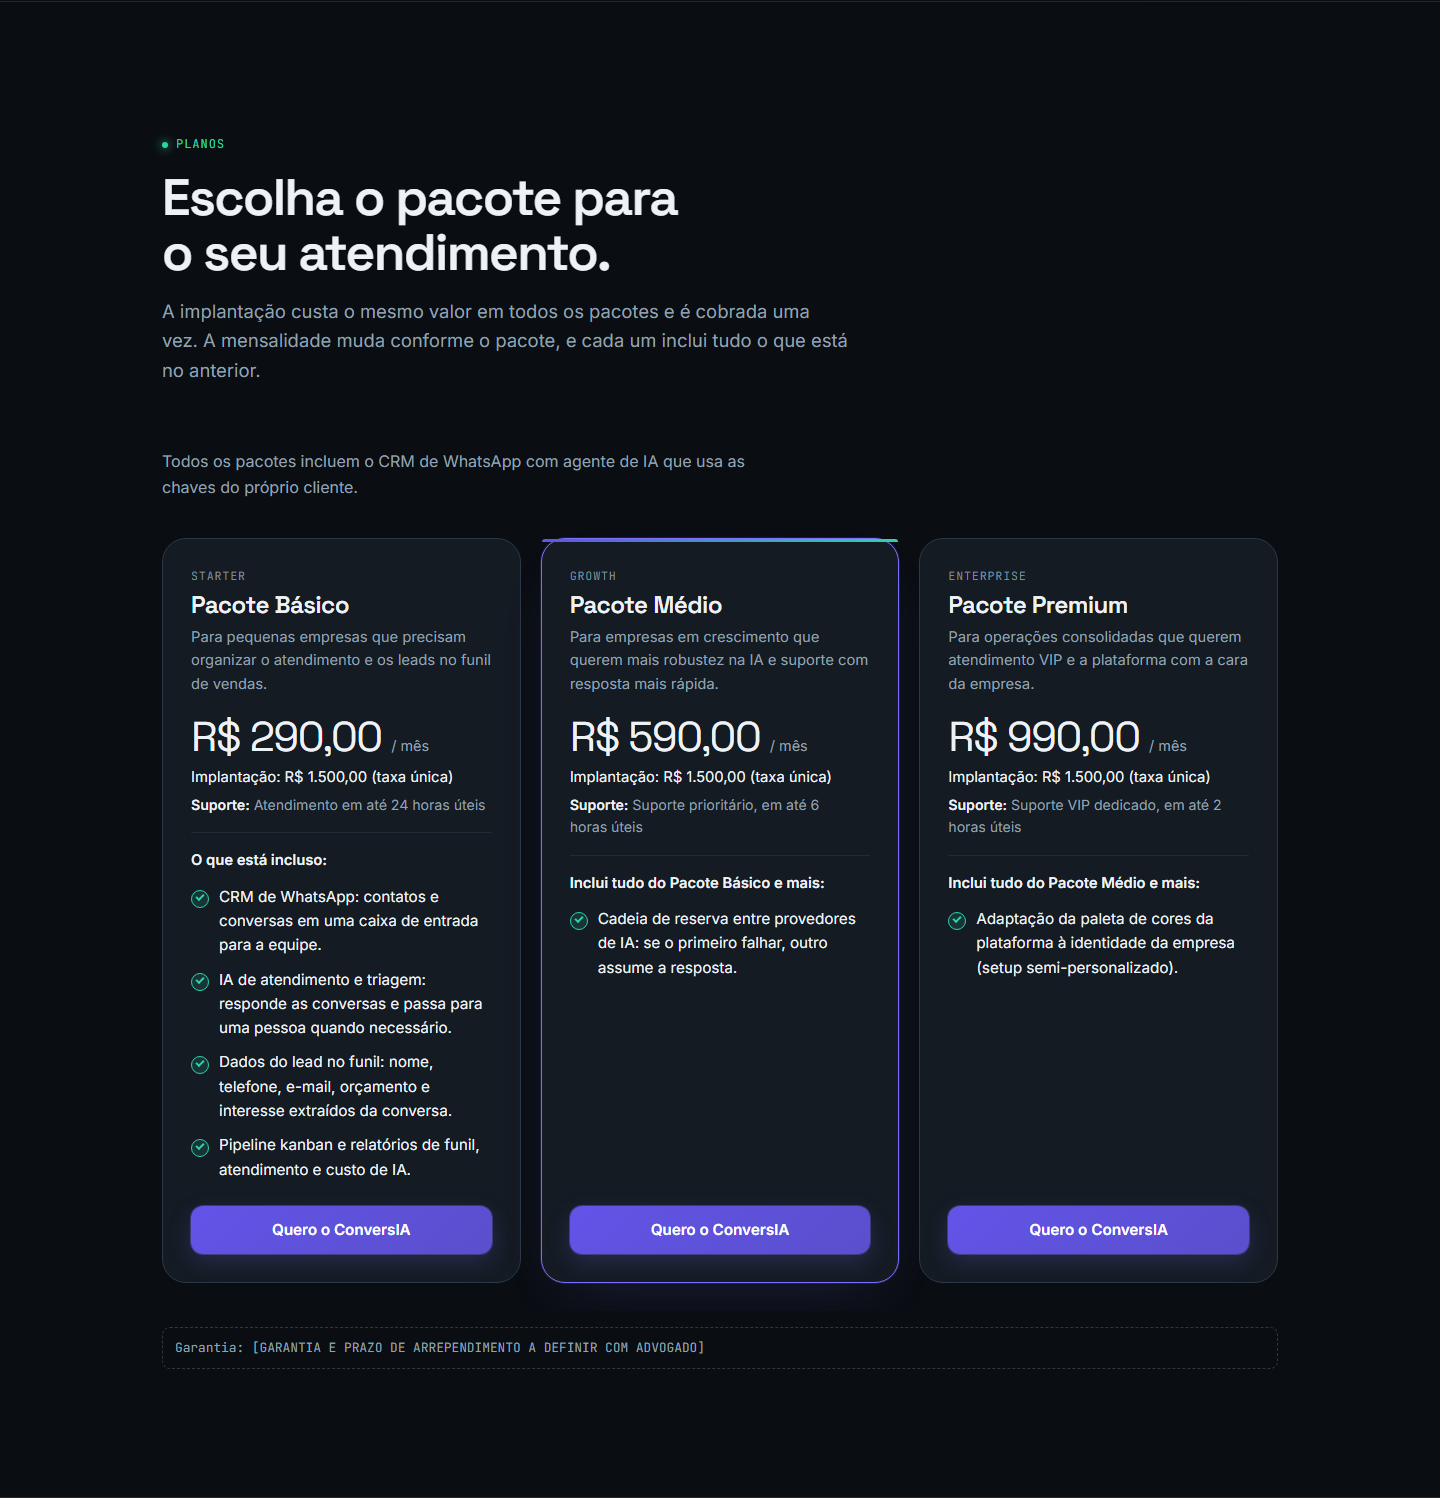 PLANOS
Escolha o pacote para
o seu atendimento.
A implantação custa o mesmo valor em todos os pacotes e é cobrada uma
vez. A mensalidade muda conforme o pacote, e cada um inclui tudo o que está
no anterior.
Todos os pacotes incluem o CRM de WhatsApp com agente de IA que usa as
chaves do próprio cliente.
STARTER
Pacote Básico
Para pequenas empresas que precisam
organizar o atendimento e os leads no funil
de vendas.
R$ 290,00 / mês
Implantação: R$ 1.500,00 (taxa única)
Suporte: Atendimento em até 24 horas úteis
O que está incluso:
CRM de WhatsApp: contatos e
conversas em uma caixa de entrada
para a equipe.
IA de atendimento e triagem:
responde as conversas e passa para
uma pessoa quando necessário.
Dados do lead no funil: nome,
telefone, e-mail, orçamento e
interesse extraídos da conversa.
Pipeline kanban e relatórios de funil,
atendimento e custo de IA.
Quero o ConversIA
GROWTH
Pacote Médio
Para empresas em crescimento que
querem mais robustez na IA e suporte com
resposta mais rápida.
R$ 590,00 / mês
Implantação: R$ 1.500,00 (taxa única)
Suporte: Suporte prioritário, em até 6
horas úteis
Inclui tudo do Pacote Básico e mais:
Cadeia de reserva entre provedores
de IA: se o primeiro falhar, outro
assume a resposta.
Quero o ConversIA
ENTERPRISE
Pacote Premium
Para operações consolidadas que querem
atendimento VIP e a plataforma com a cara
da empresa.
R$ 990,00 / mês
Implantação: R$ 1.500,00 (taxa única)
Suporte: Suporte VIP dedicado, em até 2
horas úteis
Inclui tudo do Pacote Médio e mais:
Adaptação da paleta de cores da
plataforma à identidade da empresa
(setup semi-personalizado).
Quero o ConversIA
Garantia: [GARANTIA E PRAZO DE ARREPENDIMENTO A DEFINIR COM ADVOGADO]